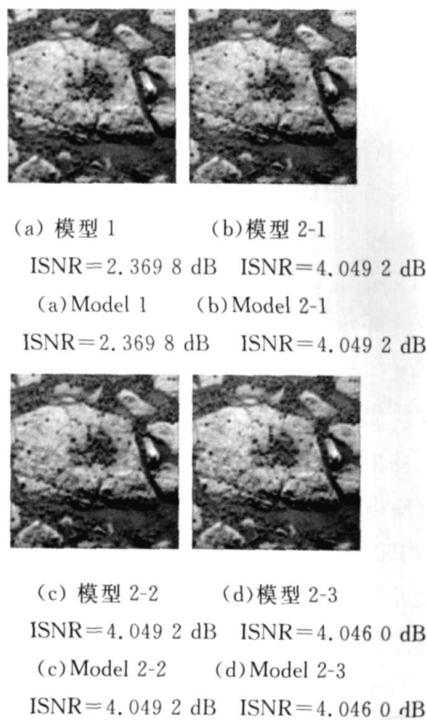 (a) 模型 1 (b)模型 2-1
ISNR=2.369 8 dB ISNR=4.049 2 dB
(a)Model 1 (b)Model 2-1
ISNR=2.369 8 dB ISNR=4.049 2 dB
(c) 模型 2-2 (d)模型 2-3
ISNR=4.049 2 dB ISNR=4.046 0 dB
(c)Model 2-2 (d)Model 2-3
ISNR=4.049 2 dB ISNR=4.046 0 dB